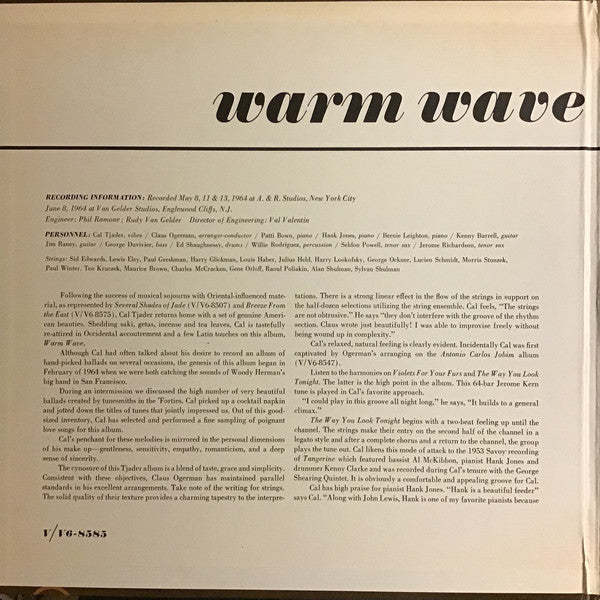 warm wave
RECORDING INFORMATION: Recorded May 8, 11 & 13, 1964 at A. & R. Studios, New York City
June 8, 1964 at Van Gelder Studios, Englewood Cliffs, N.J.
Engineer: Phil Ramone; Rudy Van Gelder Director of Engineering: Val Valentin
PERSONNEL: Cal Tjader, vibes / Claus Ogerman, arranger-conductor / Patti Bown, piano / Hank Jones, piano / Bernie Leighton, piano / Kenny Burrell, guitar
Jim Raney, guitar / George Duvivier, bass / Ed Shaughnessy, drums / Willie Rodriguez, percussion / Seldon Powell, tenor sax / Jerome Richardson, tenor sax
Strings: Sid Edwards, Lewis Eley, Paul Gershman, Harry Glickman, Louis Haber, Julius Held, Harry Lookufsky, George Ockner, Lucien Schmidt, Morris Stonzek,
Paul Winter, Teo Kruczek, Maurice Brown, Charles McCracken, Gene Orloff, Raoul Poliakin, Alan Shulman, Sylvan Shulman
Following the success of musical sojourns with Oriental-influenced mate-
rial, as represented by Several Shades of Jade (V/V6-8507) and Breeze From
the East (V/V6 8575), Cal Tjader returns home with a set of genuine Ameri-
can beauties. Shedding saki, getas, incense and tea leaves, Cal is tastefully
re-attired in Occidental accoutrement and a few Latin touches on this album,
Warm Wave.
Although Cal had often talked about his desire to record an album of
hand-picked ballads on several occasions, the genesis of this album began in
February of 1964 when we were both catching the sounds of Woody Herman's
big band in San Francisco.
During an intermission we discussed the high number of very beautiful
ballads created by tunesmiths in the 'Forties. Cal picked up a cocktail napkin
and jotted down the titles of tunes that jointly impressed us. Out of this good-
sized inventory, Cal has selected and performed a fine sampling of poignant
love songs for this album.
Cal's penchant for these melodies is mirrored in the personal dimensions
of his make up—gentleness, sensitivity, empathy, romanticism, and a deep
sense of sincerity.
The cynosure of this Tjader album is a blend of taste, grace and simplicity.
Consistent with these objectives, Claus Ogerman has maintained parallel
standards in his excellent arrangements. Take note of the writing for strings.
The solid quality of their texture provides a charming tapestry to the interpre-
tations. There is a strong linear effect in the flow of the strings in support on
the half-dozen selections utilizing the string ensemble. Cal feels, "The strings
are not obtrusive." He says "they don't interfere with the groove of the rhythm
section. Claus wrote just beautifully! I was able to improvise freely without
being wound up in complexity."
Cal's relaxed, natural feeling is clearly evident. Incidentally Cal was first
captivated by Ogerman's arranging on the Antonio Carlos Jobim album
(V/V6-8547).
Listen to the harmonies on Violets For Your Furs and The Way You Look
Tonight. The latter is the high point in the album. This 64-bar Jerome Kern
tune is played in Cal's favorite approach.
"I could play in this groove all night long," he says, "It builds to a general
climax."
The Way You Look Tonight begins with a two-beat feeling up until the
channel. The strings make their entry on the second half of the channel in a
legato style and after a complete chorus and a return to the channel, the group
plays the tune out. Cal likens this mode of attack to the 1953 Savoy recording
of Tangerine which featured bassist Al McKibbon, pianist Hank Jones and
drummer Kenny Clarke and was recorded during Cal's tenure with the George
Shearing Quintet. It is obviously a comfortable and appealing groove for Cal.
Cal has high praise for pianist Hank Jones. "Hank is a beautiful feeder"
says Cal. "Along with John Lewis, Hank is one of my favorite pianists because
V/V6-8585